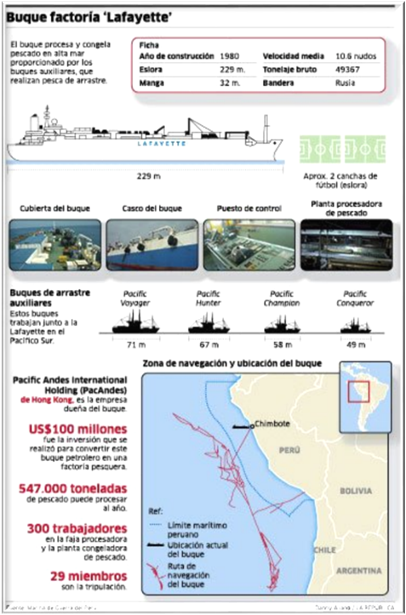 Buque factoría 'Lafayette'
El buque procesa y congela
pescado en alta mar
proporcionado por los
buques auxiliares, que
realizan pesca de arrastre.
Ficha
Año de construcción 1980
Eslora 229 m.
Manga 32 m.
Velocidad media 10.6 nudos
Tonelaje bruto 49367
Bandera Rusia
LAFAYETTE
229 m
Aprox. 2 canchas de
fútbol (eslora)
Cubierta del buque
Casco del buque
Puesto de control
Planta procesadora
de pescado
Buques de arrastre
auxiliares
Estos buques
trabajan junto a la
Lafayette en el
Pacífico Sur.
Pacific
Voyager
71 m
Pacific
Hunter
67 m
Pacific
Champion
58 m
Pacific
Conqueror
49 m
Zona de navegación y ubicación del buque
Pacific Andes International
Holding (PacAndes)
de Hong Kong, es la empresa
dueña del buque.
US$100 millones
fue la inversión que se
realizó para convertir este
buque petrolero en una
factoría pesquera.
547.000 toneladas
de pescado puede procesar
al año.
300 trabajadores
en la faja procesadora
y la planta congeladora
de pescado.
29 miembros
son la tripulación.
Chimbote
PERÚ
BOLIVIA
CHILE
ARGENTINA
Ref:
Límite marítimo
peruano
Ubicación actual
del buque
Ruta de
navegación
del buque